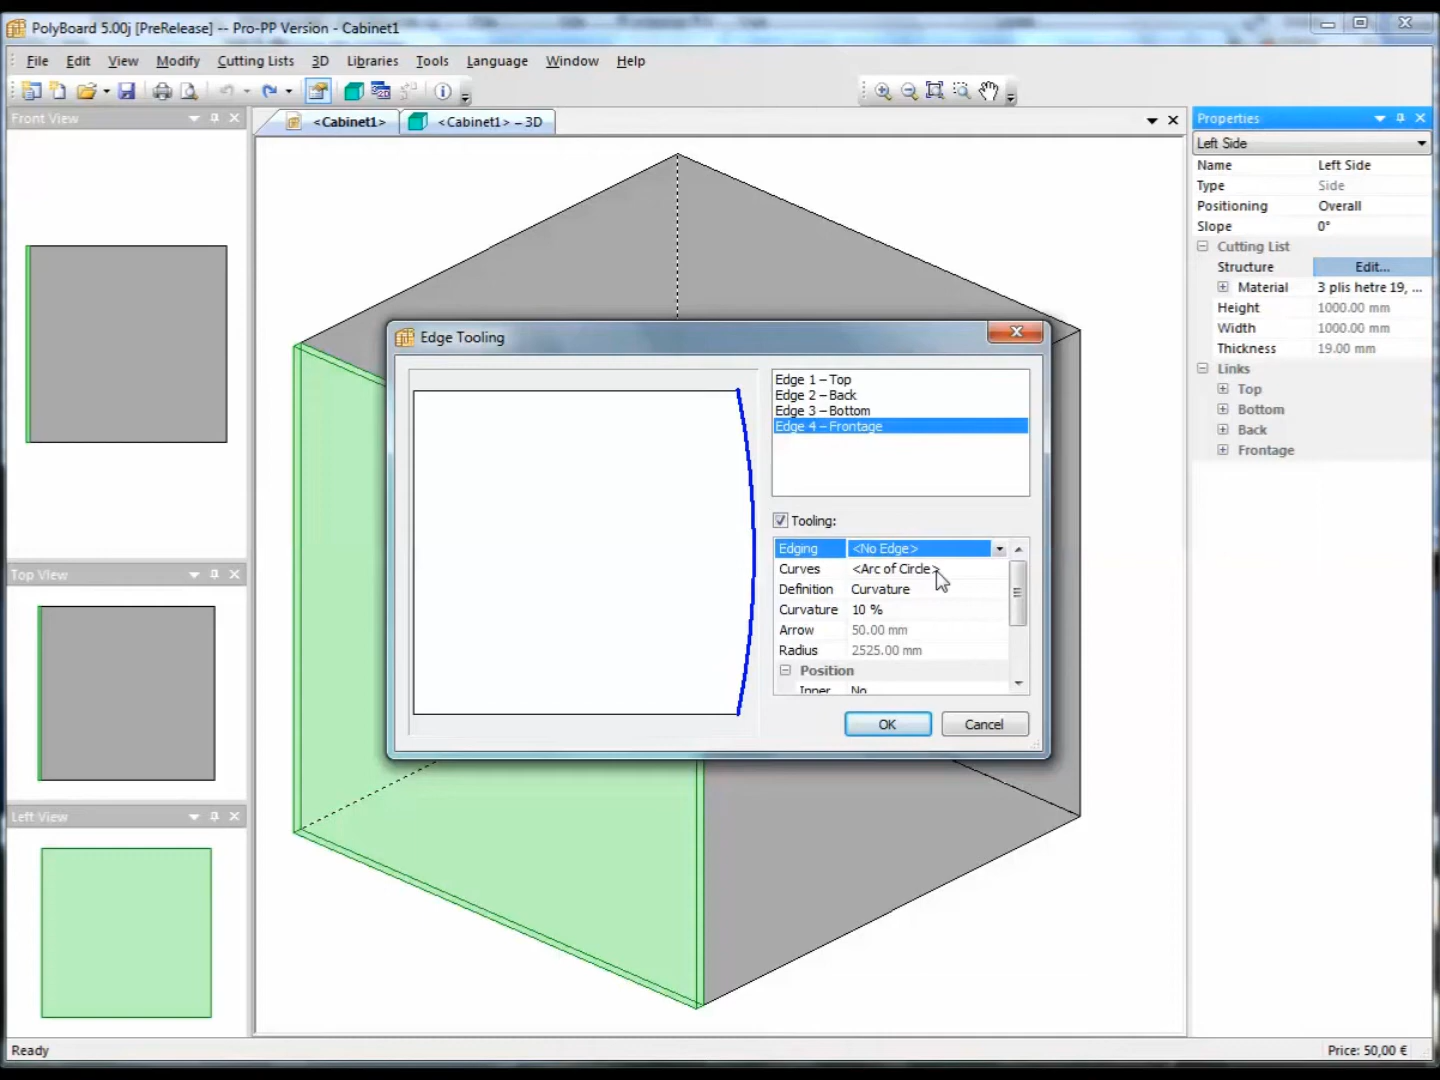 PolyBoard 5.00j [PreRelease] -- Pro-PP Version - Cabinet1
File Edit View Modify Cutting Lists 3D Libraries Tools Language Window Help
Front View
<Cabinet1>
<Cabinet1> – 3D
Properties
Left Side
Name Left Side
Type Side
Positioning Overall
Slope 0°
Cutting List
Structure Edit...
Material 3 plis hetre 19, ...
Height 1000.00 mm
Width 1000.00 mm
Thickness 19.00 mm
Links
Top
Bottom
Back
Frontage
Edge Tooling
Edge 1 – Top
Edge 2 – Back
Edge 3 – Bottom
Edge 4 – Frontage
Tooling:
Edging <No Edge>
Curves <Arc of Circle>
Definition Curvature
Curvature 10 %
Arrow 50.00 mm
Radius 2525.00 mm
Position
Inner No
OK Cancel
Top View
Left View
Ready
Price: 50,00 €